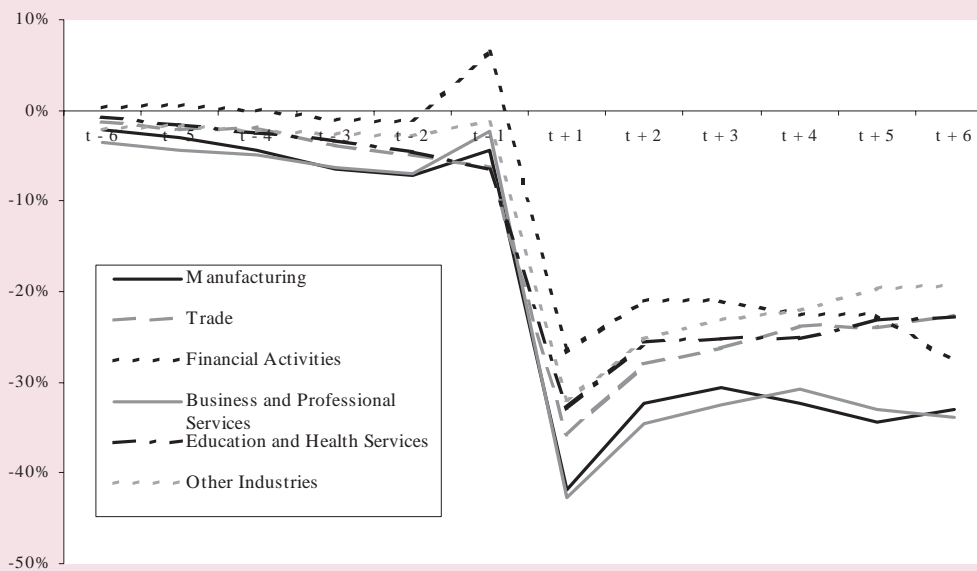 10%
0%
t - 6 t - 5 t - 4 t - 3 t - 2 t - 1 t + 1 t + 2 t + 3 t + 4 t + 5 t + 6
-10%
-20%
Manufacturing
Trade
-30%
Financial Activities
Business and Professional
Services
Education and Health Services
-40%
Other Industries
-50%